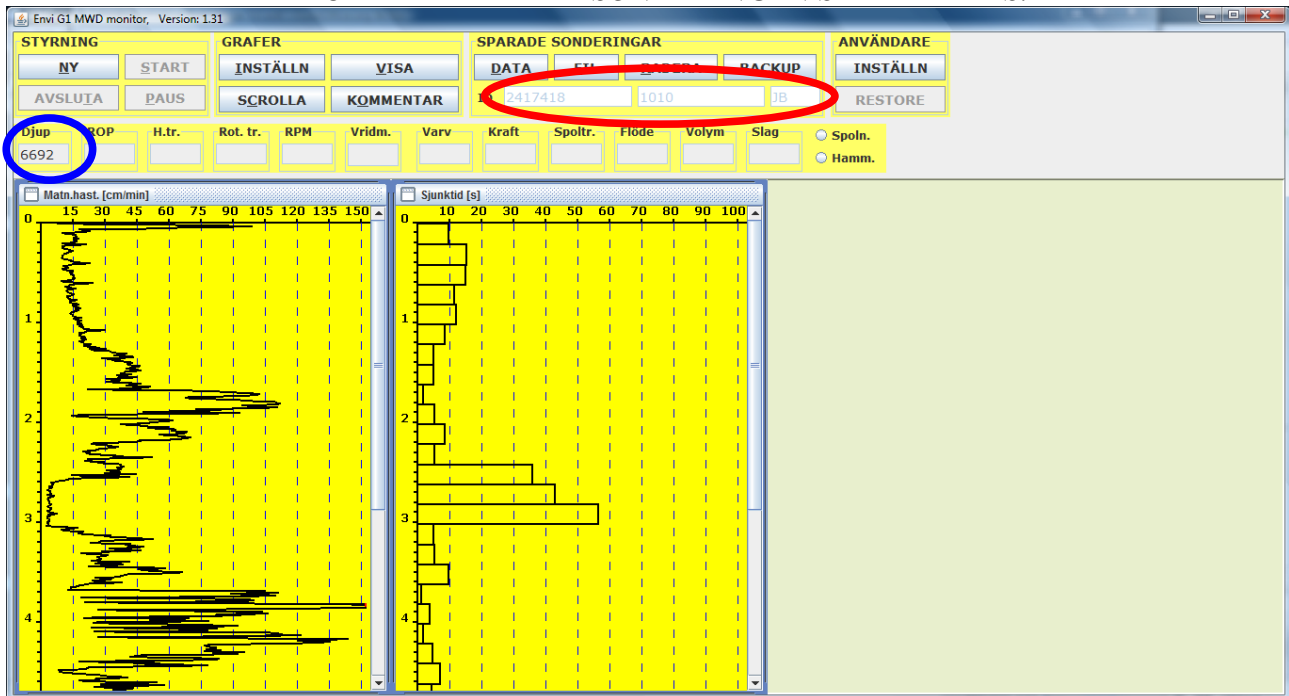 Envi G1 MWD monitor, Version: 1.31
STYRNING GRAFER SPARADE SONDERINGAR ANVÄNDARE
NY START INSTÄLLN VISA DATA FIL RADERA BACKUP INSTÄLLN
AVSLUTA PAUS SCROLLA KOMMENTAR ID 2417418 1010 JB RESTORE
Djup ROP H.tr. Rot. tr. RPM Vridm. Varv Kraft Spoltr. Flöde Volym Slag Spoln.
6692 Hamm.
Matn.hast. [cm/min] Sjunktid [s]
0 15 30 45 60 75 90 105 120 135 150 0 10 20 30 40 50 60 70 80 90 100
1 1
2 2
3 3
4 4